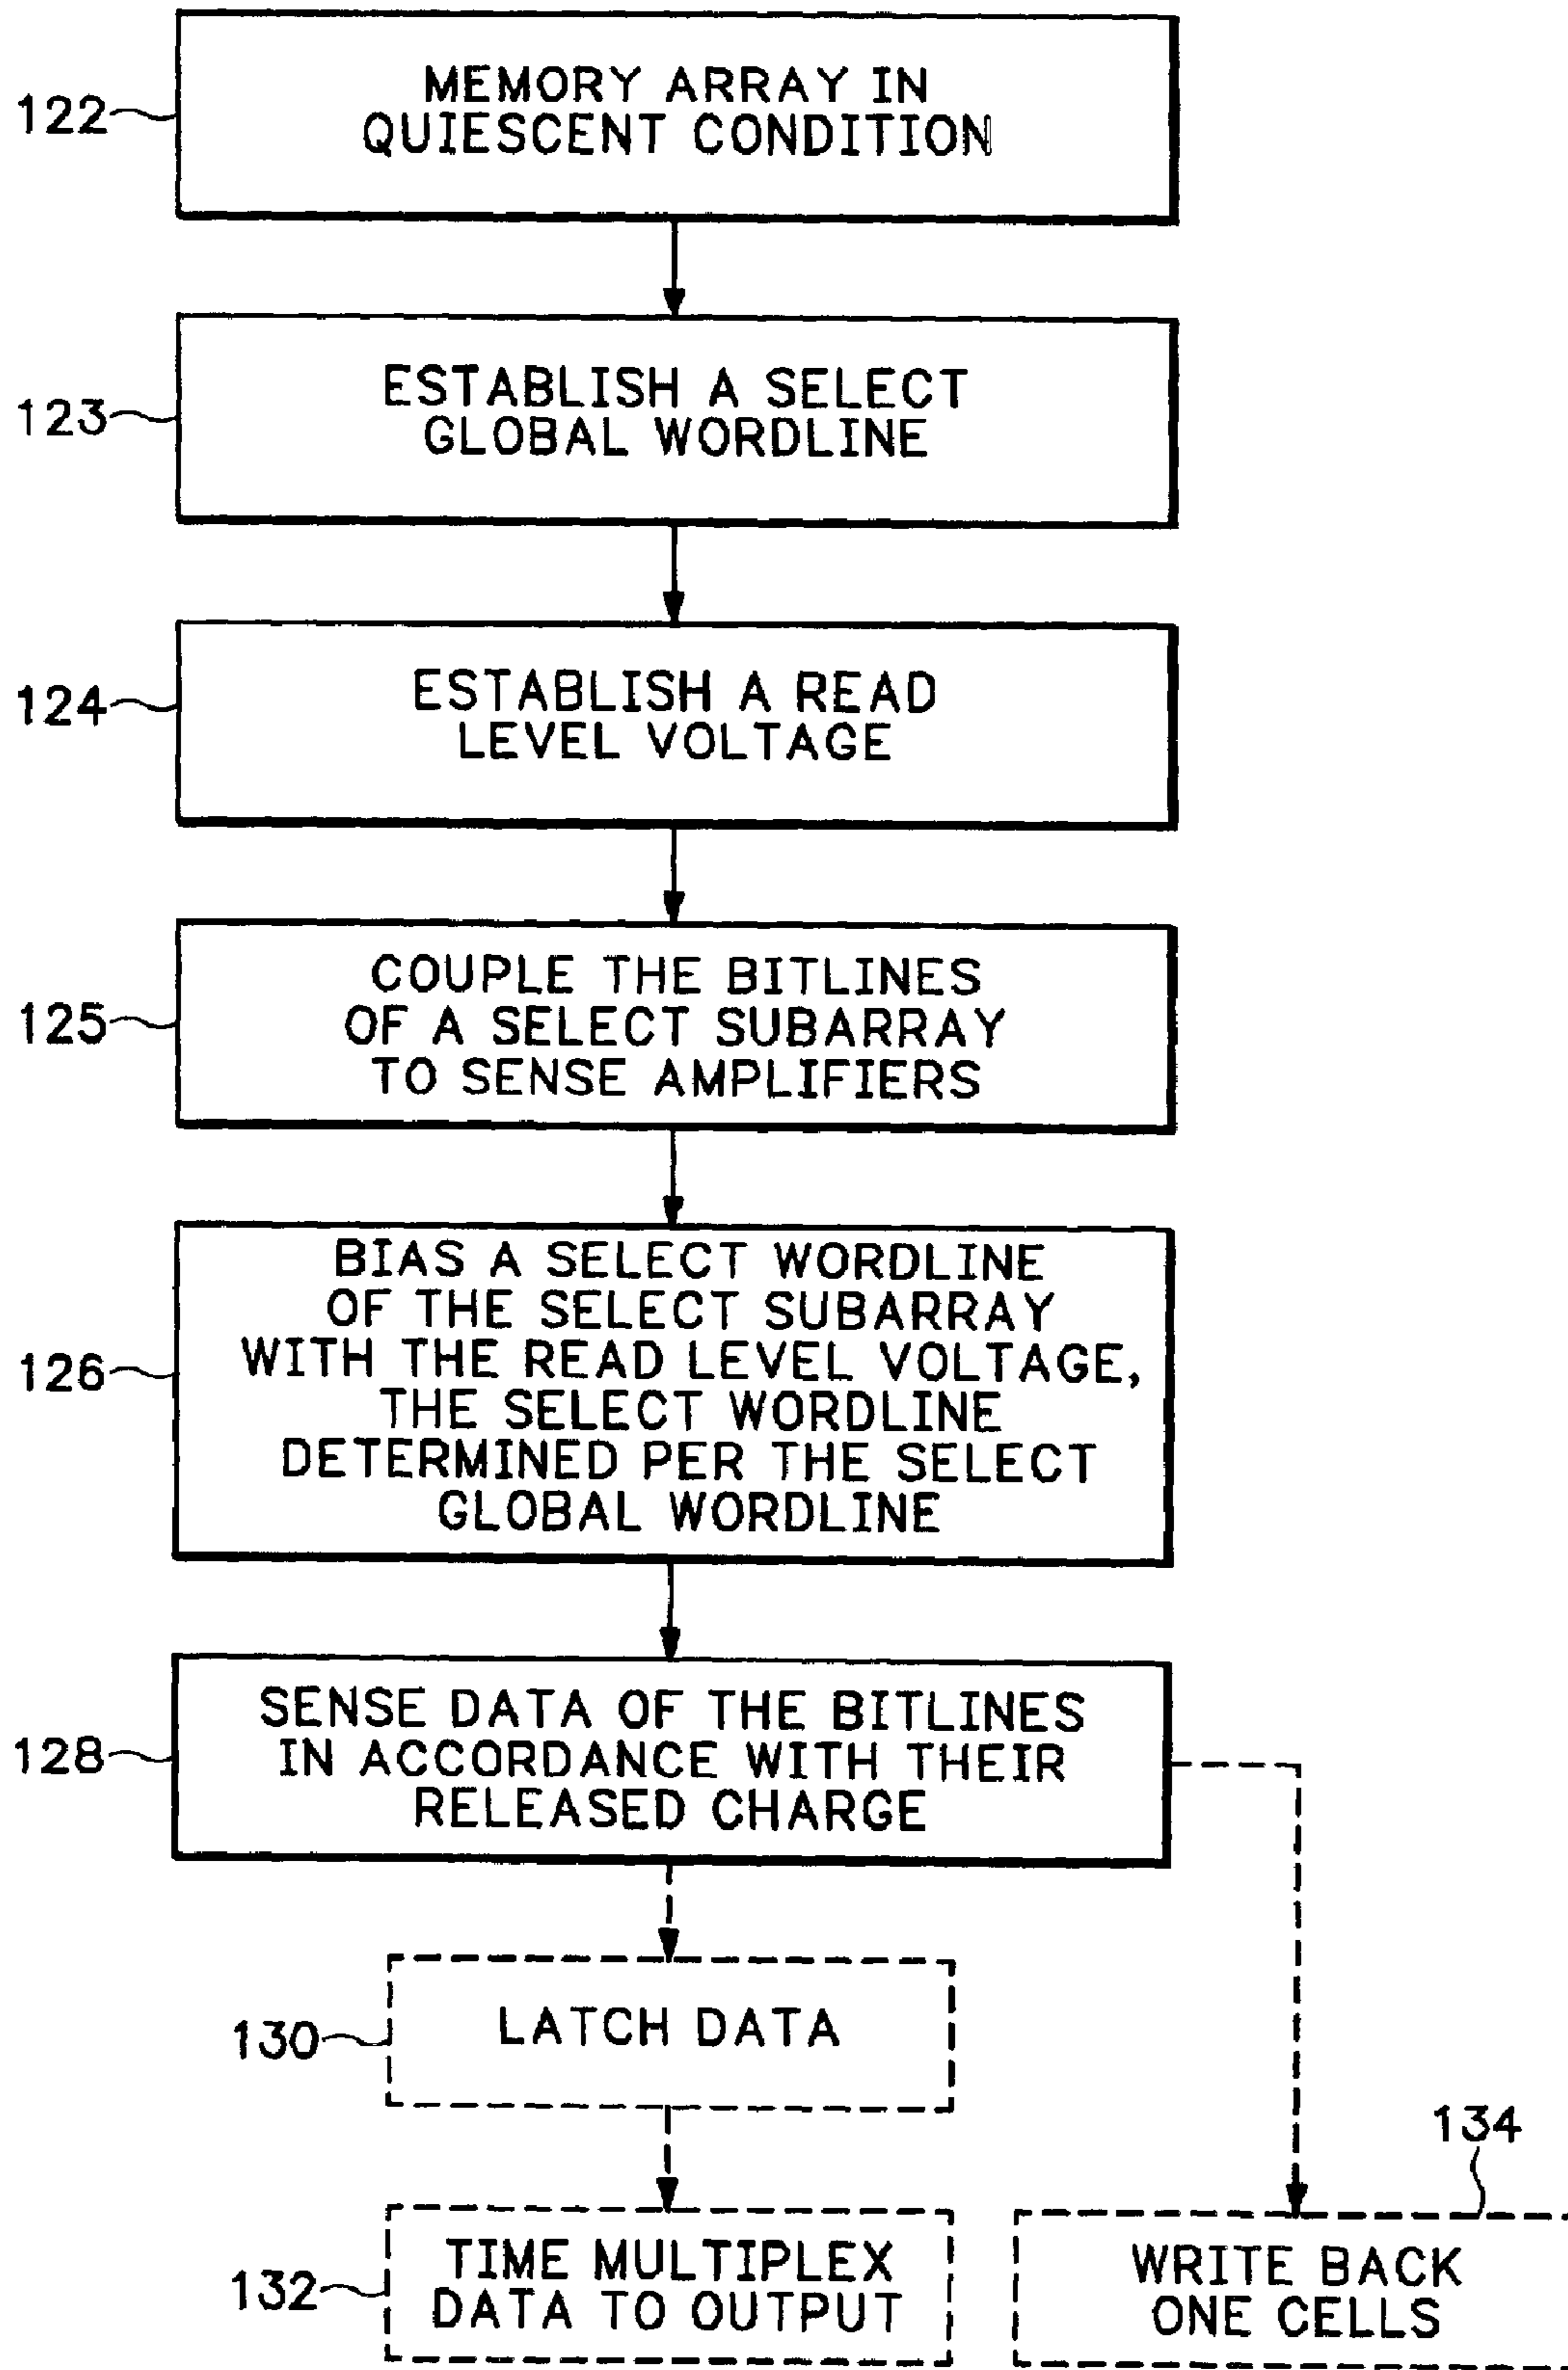 122
MEMORY ARRAY IN
QUIESCENT CONDITION
123
ESTABLISH A SELECT
GLOBAL WORDLINE
124
ESTABLISH A READ
LEVEL VOLTAGE
125
COUPLE THE BITLINES
OF A SELECT SUBARRAY
TO SENSE AMPLIFIERS
126
BIAS A SELECT WORDLINE
OF THE SELECT SUBARRAY
WITH THE READ LEVEL VOLTAGE,
THE SELECT WORDLINE
DETERMINED PER THE SELECT
GLOBAL WORDLINE
128
SENSE DATA OF THE BITLINES
IN ACCORDANCE WITH THEIR
RELEASED CHARGE
130
LATCH DATA
132
TIME MULTIPLEX
DATA TO OUTPUT
134
WRITE BACK
ONE CELLS